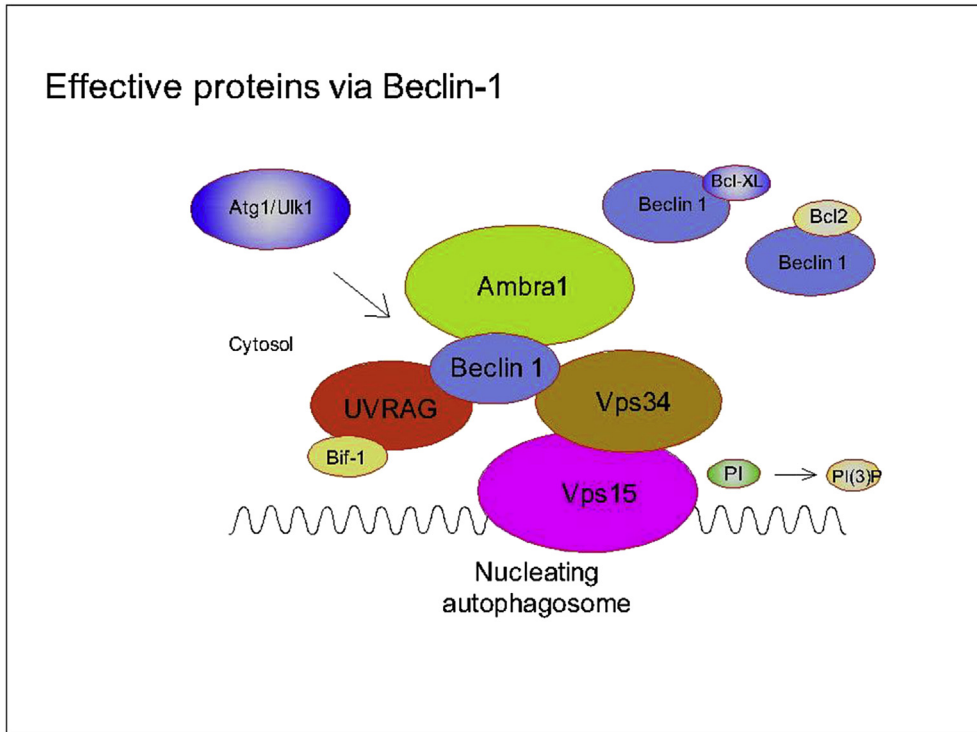 Effective proteins via Beclin-1
Atg1/Ulk1
Bcl-XL
Beclin 1
Bcl2
Beclin 1
Ambra1
Cytosol
Beclin 1
UVRAG
Vps34
Bif-1
Vps15
PI
PI(3)P
Nucleating
autophagosome